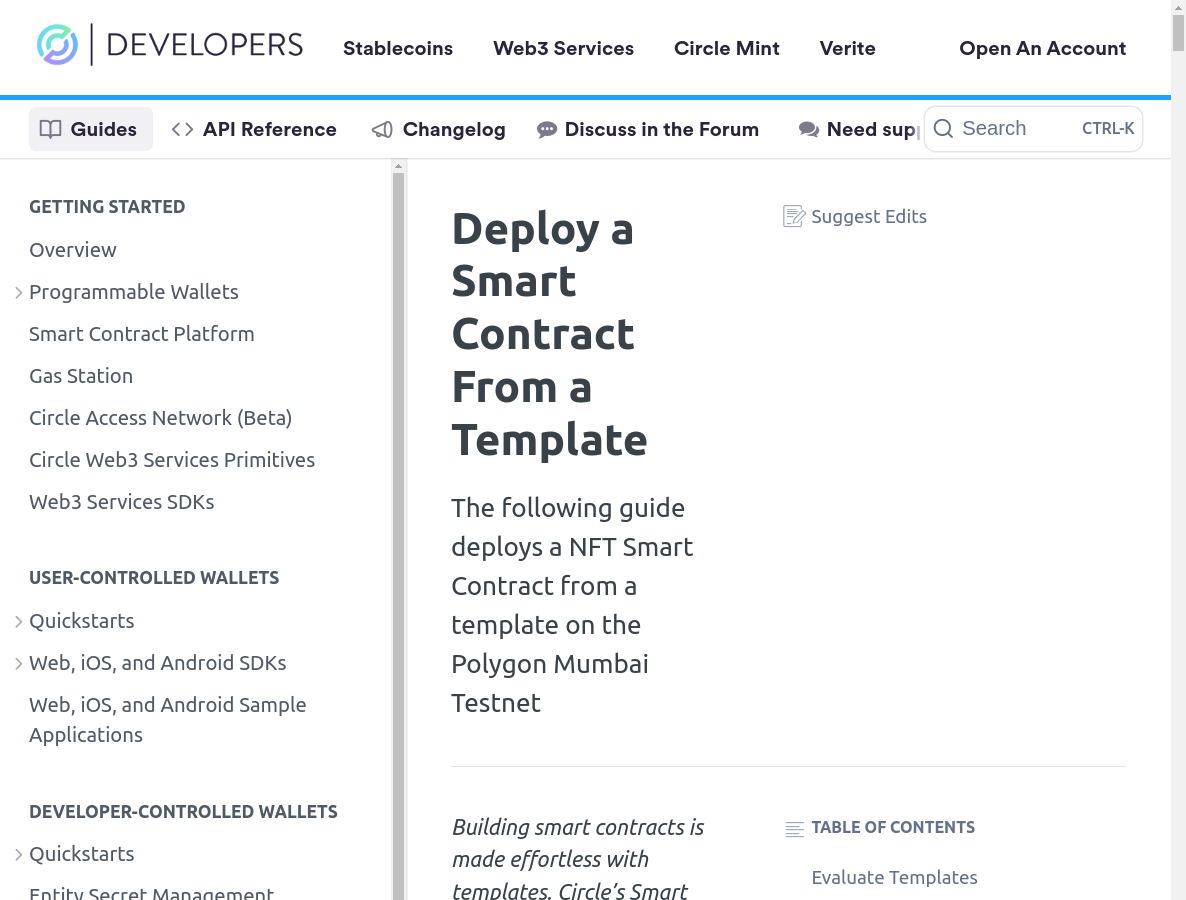 DEVELOPERS
Stablecoins
Web3 Services
Circle Mint
Verite
Open An Account
Guides
API Reference
Changelog
Discuss in the Forum
Need sup
Search
CTRL-K
GETTING STARTED
Overview
Programmable Wallets
Smart Contract Platform
Gas Station
Circle Access Network (Beta)
Circle Web3 Services Primitives
Web3 Services SDKs
USER-CONTROLLED WALLETS
Quickstarts
Web, iOS, and Android SDKs
Web, iOS, and Android Sample
Applications
DEVELOPER-CONTROLLED WALLETS
Quickstarts
Entity Secret Management
Deploy a
Smart
Contract
From a
Template
Suggest Edits
The following guide
deploys a NFT Smart
Contract from a
template on the
Polygon Mumbai
Testnet
Building smart contracts is
made effortless with
templates. Circle’s Smart
TABLE OF CONTENTS
Evaluate Templates